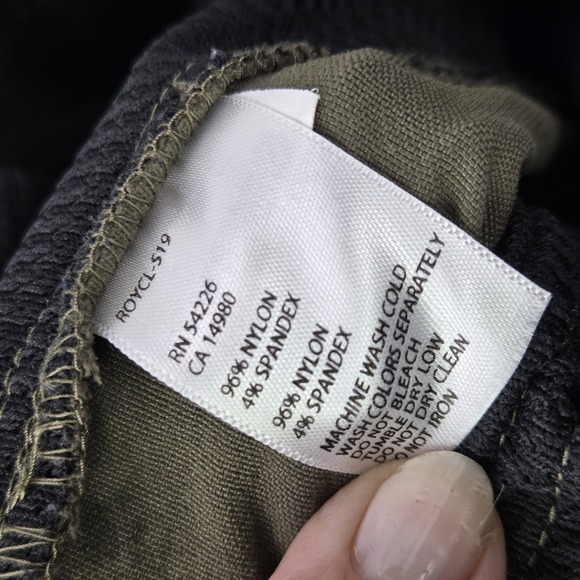 ROYCL-S19
RN 54226
CA 14980
96% NYLON
4% SPANDEX
96% NYLON
4% SPANDEX
MACHINE WASH COLD
WASH COLORS SEPARATELY
DO NOT BLEACH
TUMBLE DRY LOW
DO NOT DRY CLEAN
DO NOT IRON